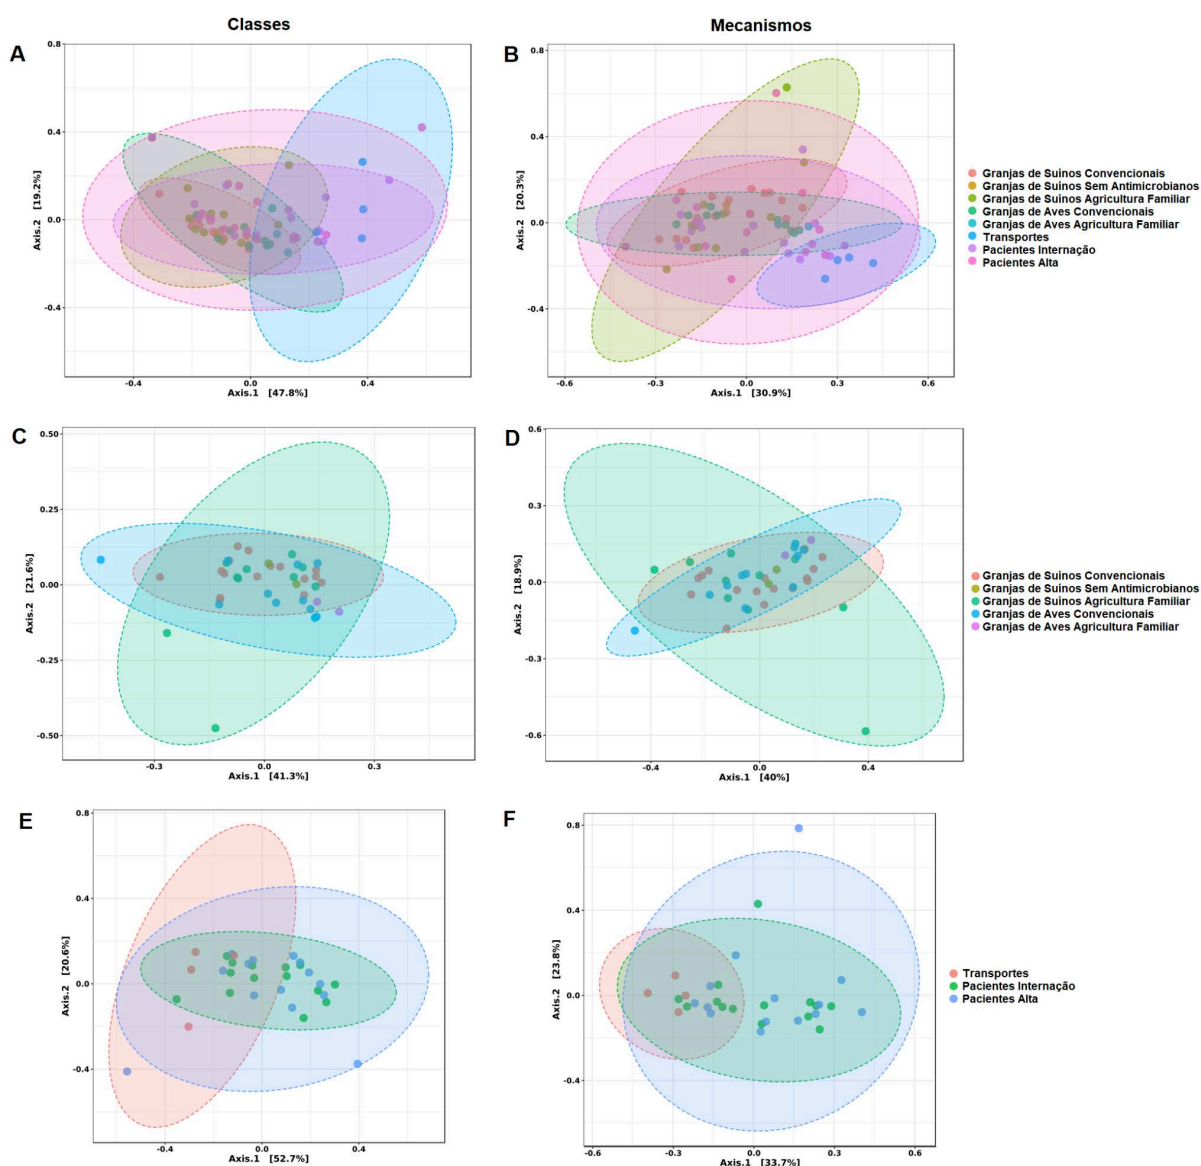 Classes
Mecanismos
A
0.8
0.4
0.0
-0.4
Axis.2 [19.2%]
-0.4
0.0
0.4
Axis.1 [47.8%]
B
0.8
0.4
0.0
-0.4
Axis.2 [20.3%]
-0.6
-0.3
0.0
0.3
0.6
Axis.1 [30.9%]
Granjas de Suinos Convencionais
Granjas de Suinos Sem Antimicrobianos
Granjas de Suinos Agricultura Familiar
Granjas de Aves Convencionais
Granjas de Aves Agricultura Familiar
Transportes
Pacientes Internação
Pacientes Alta
C
0.50
0.25
0.00
-0.25
-0.50
Axis.2 [21.6%]
-0.3
0.0
0.3
Axis.1 [41.3%]
D
0.6
0.3
0.0
-0.3
-0.6
Axis.2 [18.9%]
-0.4
0.0
0.4
Axis.1 [40%]
Granjas de Suinos Convencionais
Granjas de Suinos Sem Antimicrobianos
Granjas de Suinos Agricultura Familiar
Granjas de Aves Convencionais
Granjas de Aves Agricultura Familiar
E
0.8
0.4
0.0
-0.4
Axis.2 [20.6%]
-0.4
0.0
0.4
Axis.1 [52.7%]
F
0.8
0.4
0.0
-0.4
Axis.2 [23.8%]
-0.6
-0.3
0.0
0.3
0.6
Axis.1 [33.7%]
Transportes
Pacientes Internação
Pacientes Alta